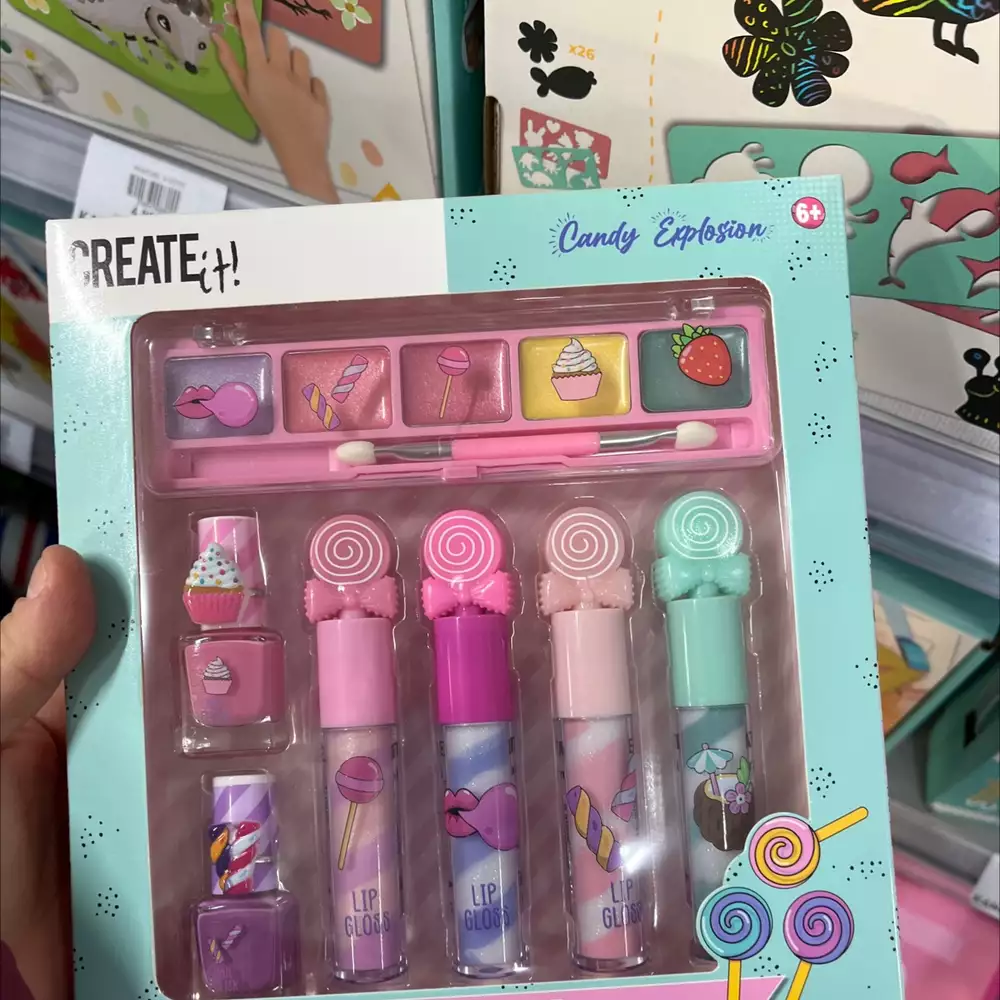 x26
CREATE it!
Candy Explosion
6+
LIP
GLOSS
LIP
GLOSS
LIP
GLOSS